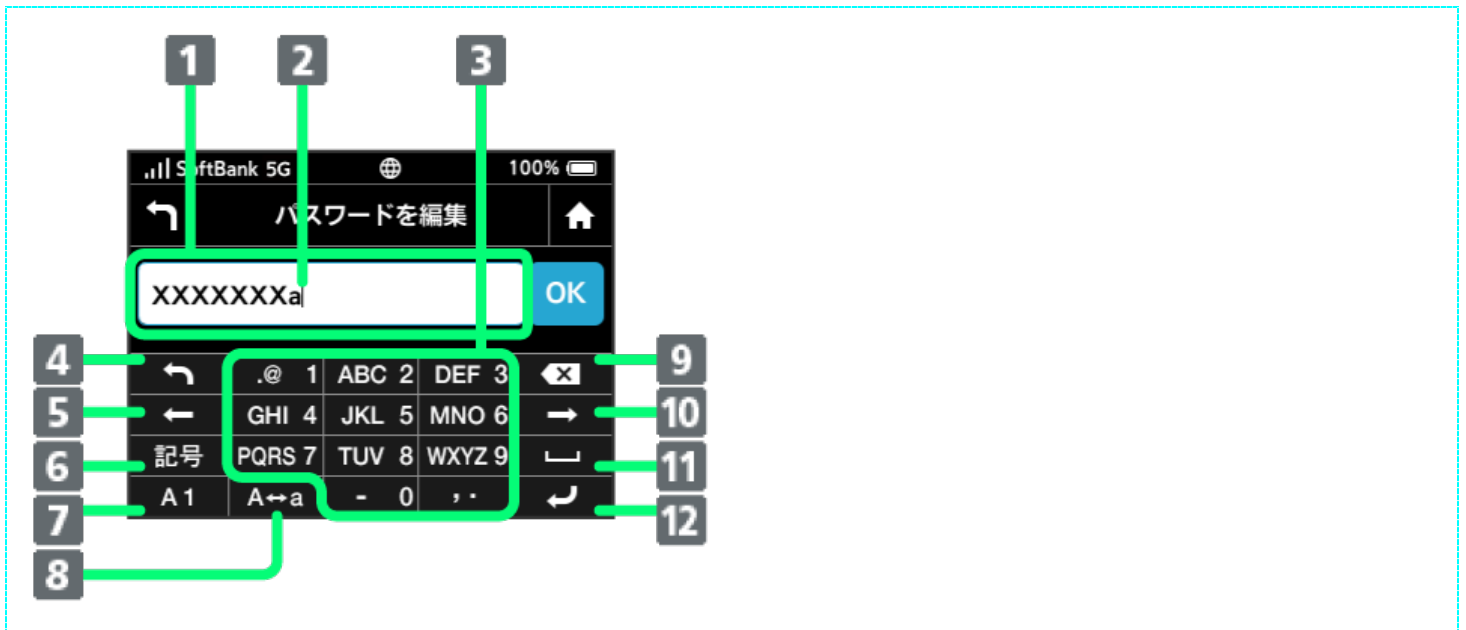 1 2 3
SoftBank 5G 100%
パスワードを編集
XXXXXXXa OK
4 .@ 1 ABC 2 DEF 3 9
5 GHI 4 JKL 5 MNO 6 10
6 記号 PQRS 7 TUV 8 WXYZ 9 11
7 A1 A↔a - 0 , . 12
8